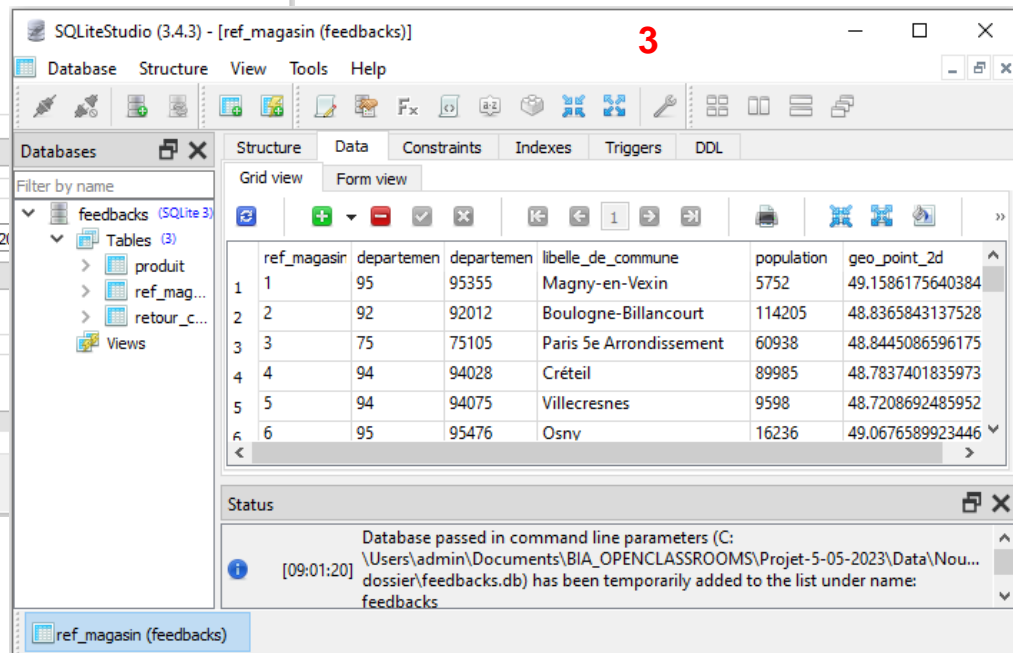 SQLiteStudio (3.4.3) - [ref_magasin (feedbacks)]
3
Database Structure View Tools Help
Databases
Filter by name
feedbacks (SQLite 3)
Tables (3)
produit
ref_mag...
retour_c...
Views
Structure Data Constraints Indexes Triggers DDL
Grid view Form view
1
ref_magasin departemen departemen libelle_de_commune population geo_point_2d
1 1 95 95355 Magny-en-Vexin 5752 49.1586175640384
2 2 92 92012 Boulogne-Billancourt 114205 48.8365843137528
3 3 75 75105 Paris 5e Arrondissement 60938 48.8445086596175
4 4 94 94028 Créteil 89985 48.7837401835973
5 5 94 94075 Villecresnes 9598 48.7208692485952
6 6 95 95476 Osny 16236 49.0676589923446
Status
[09:01:20] Database passed in command line parameters (C:
\Users\admin\Documents\BIA_OPENCLASSROOMS\Projet-5-05-2023\Data\Nou...
dossier\feedbacks.db) has been temporarily added to the list under name:
feedbacks
ref_magasin (feedbacks)